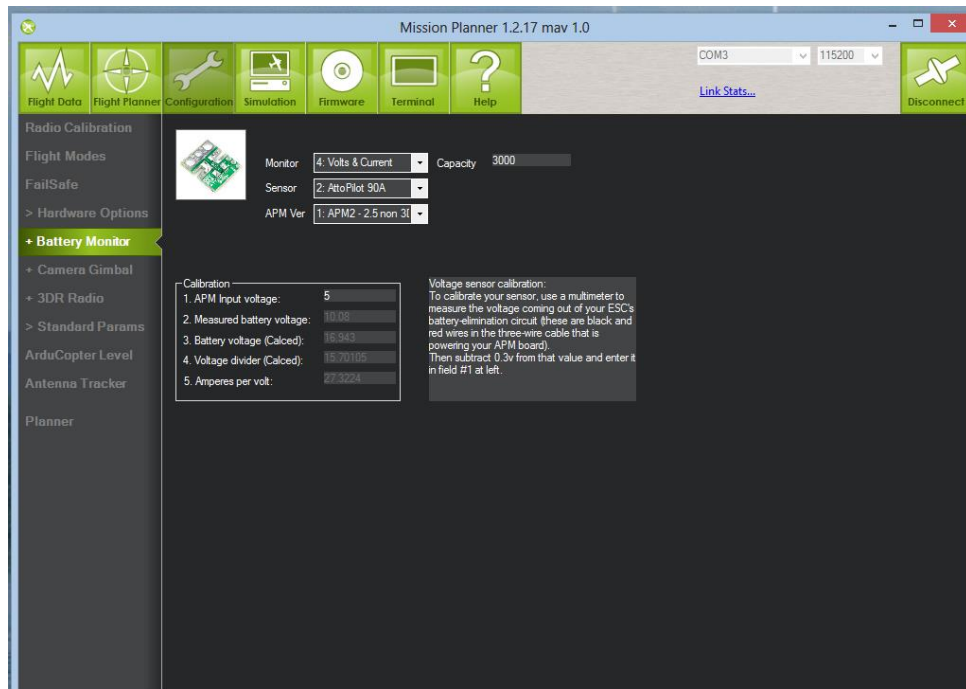 Mission Planner 1.2.17 mav 1.0
Flight Data
Flight Planner
Configuration
Simulation
Firmware
Terminal
Help
COM3
115200
Link Stats...
Disconnect
Radio Calibration
Flight Modes
FailSafe
> Hardware Options
+ Battery Monitor
+ Camera Gimbal
+ 3DR Radio
> Standard Params
ArduCopter Level
Antenna Tracker
Planner
Monitor 4: Volts & Current Capacity 3000
Sensor 2: AttoPilot 90A
APM Ver 1: APM2 - 2.5 non 3D
Calibration
1. APM Input voltage: 5
2. Measured battery voltage: 10.08
3. Battery voltage (Calced): 16.943
4. Voltage divider (Calced): 15.70105
5. Amperes per volt: 27.3224
Voltage sensor calibration:
To calibrate your sensor, use a multimeter to
measure the voltage coming out of your ESC's
battery-elimination circuit (these are black and
red wires in the three-wire cable that is
powering your APM board).
Then subtract 0.3v from that value and enter it
in field #1 at left.